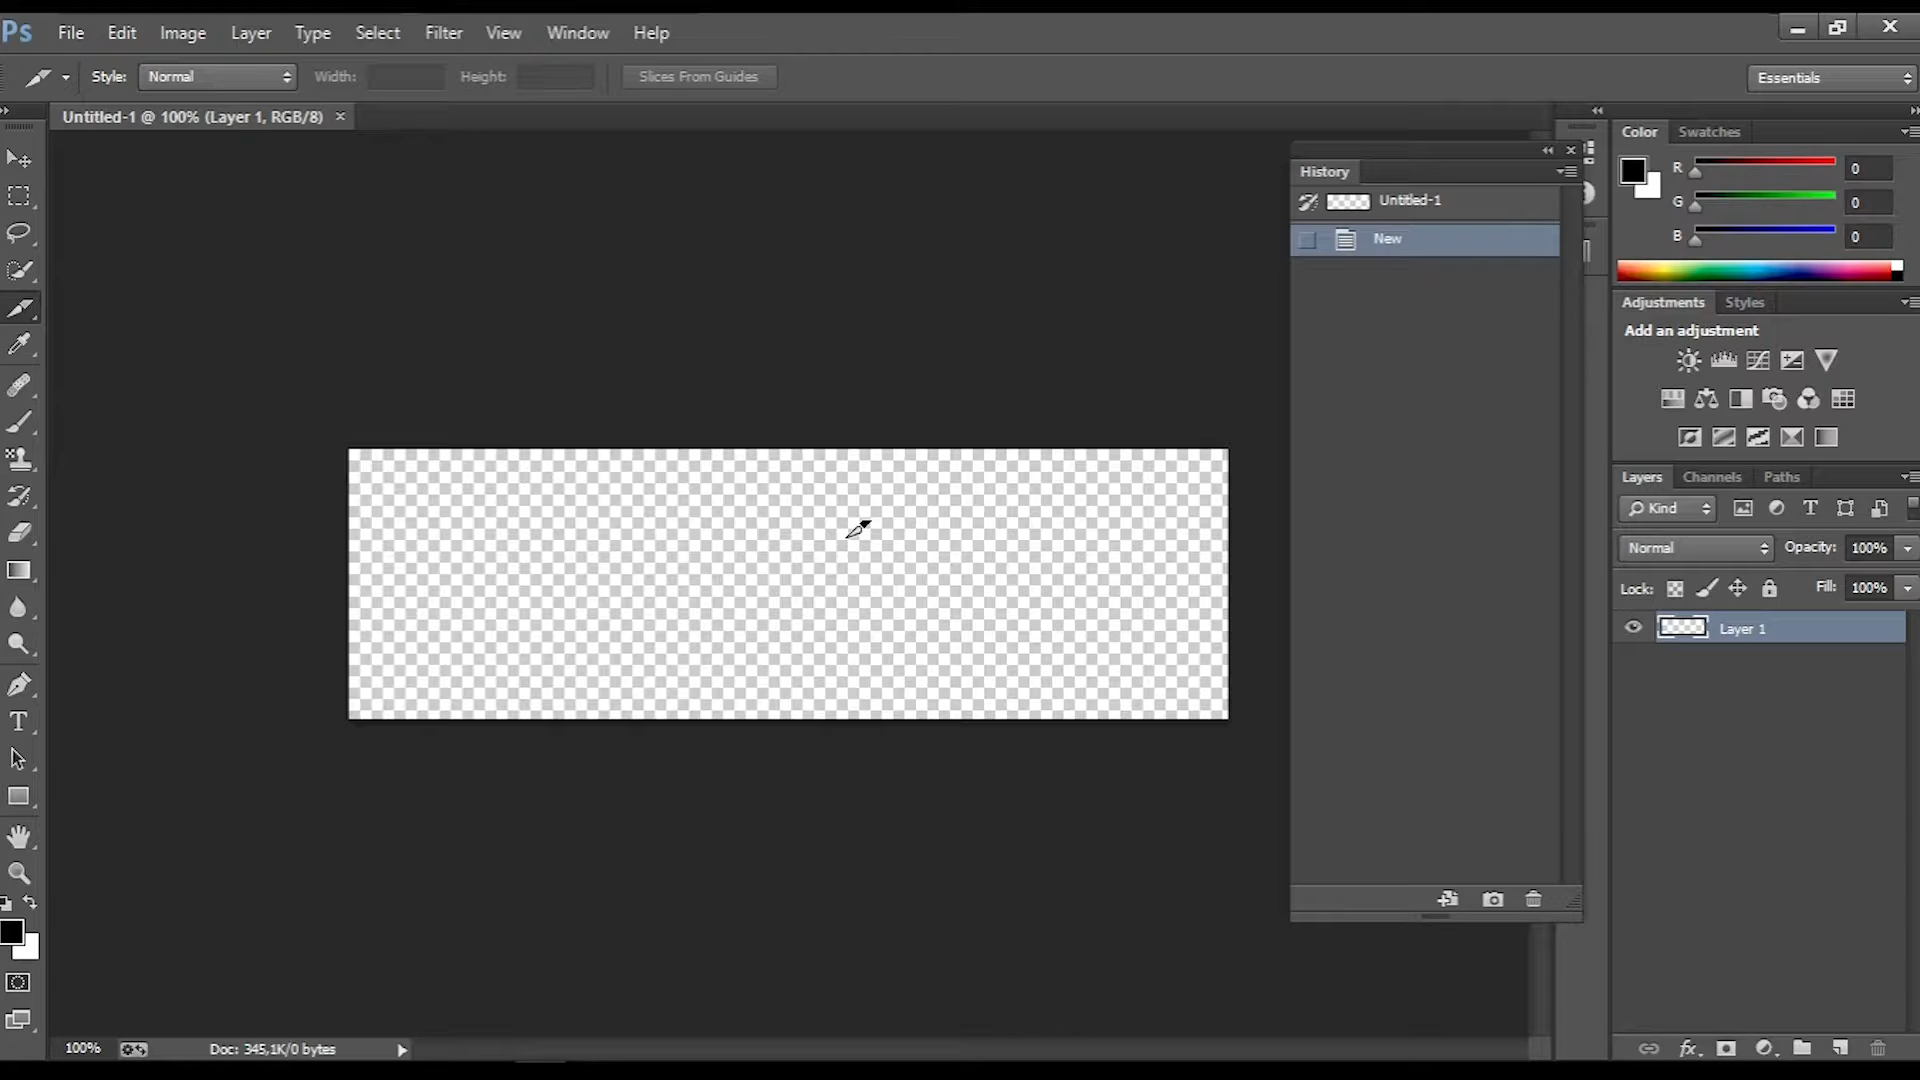 Ps File Edit Image Layer Type Select Filter View Window Help
Style: Normal Width: Height: Slices From Guides Essentials
Untitled-1 @ 100% (Layer 1, RGB/8)
Color Swatches
R 0
G 0
B 0
History
Untitled-1
New
Adjustments Styles
Add an adjustment
Layers Channels Paths
Kind
Normal Opacity: 100%
Lock: Fill: 100%
Layer 1
100% Doc: 345,1K/0 bytes